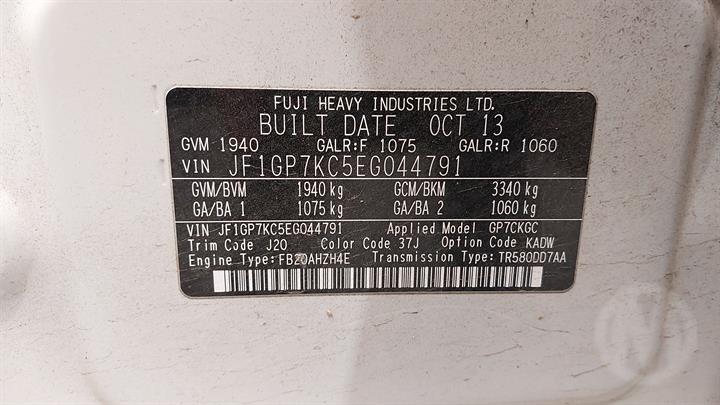 FUJI HEAVY INDUSTRIES LTD.
BUILT DATE OCT 13
GVM 1940 GALR:F 1075 GALR:R 1060
VIN JF1GP7KC5EG044791
GVM/BVM 1940 kg GCM/BKM 3340 kg
GA/BA 1 1075 kg GA/BA 2 1060 kg
VIN JF1GP7KC5EG044791 Applied Model GP7CKGC
Trim Code J20 Color Code 37J Option Code KADW
Engine Type:FB20AHZH4E Transmission Type:TR580DD7AA